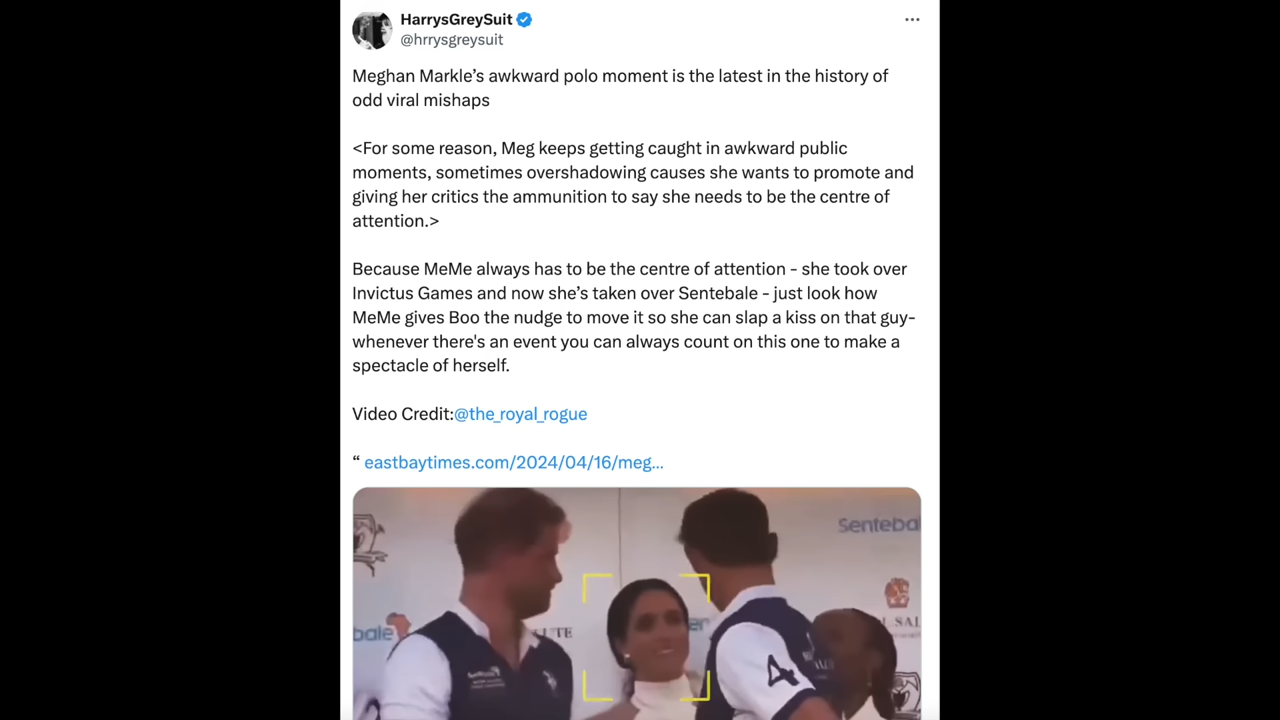 HarrysGreySuit
@hrrysgreysuit
Meghan Markle’s awkward polo moment is the latest in the history of
odd viral mishaps
<For some reason, Meg keeps getting caught in awkward public
moments, sometimes overshadowing causes she wants to promote and
giving her critics the ammunition to say she needs to be the centre of
attention.>
Because MeMe always has to be the centre of attention - she took over
Invictus Games and now she’s taken over Sentebale - just look how
MeMe gives Boo the nudge to move it so she can slap a kiss on that guy-
whenever there's an event you can always count on this one to make a
spectacle of herself.
Video Credit:@the_royal_rogue
“ eastbaytimes.com/2024/04/16/meg...
Sentebal
bale
UTE
L SAL
4